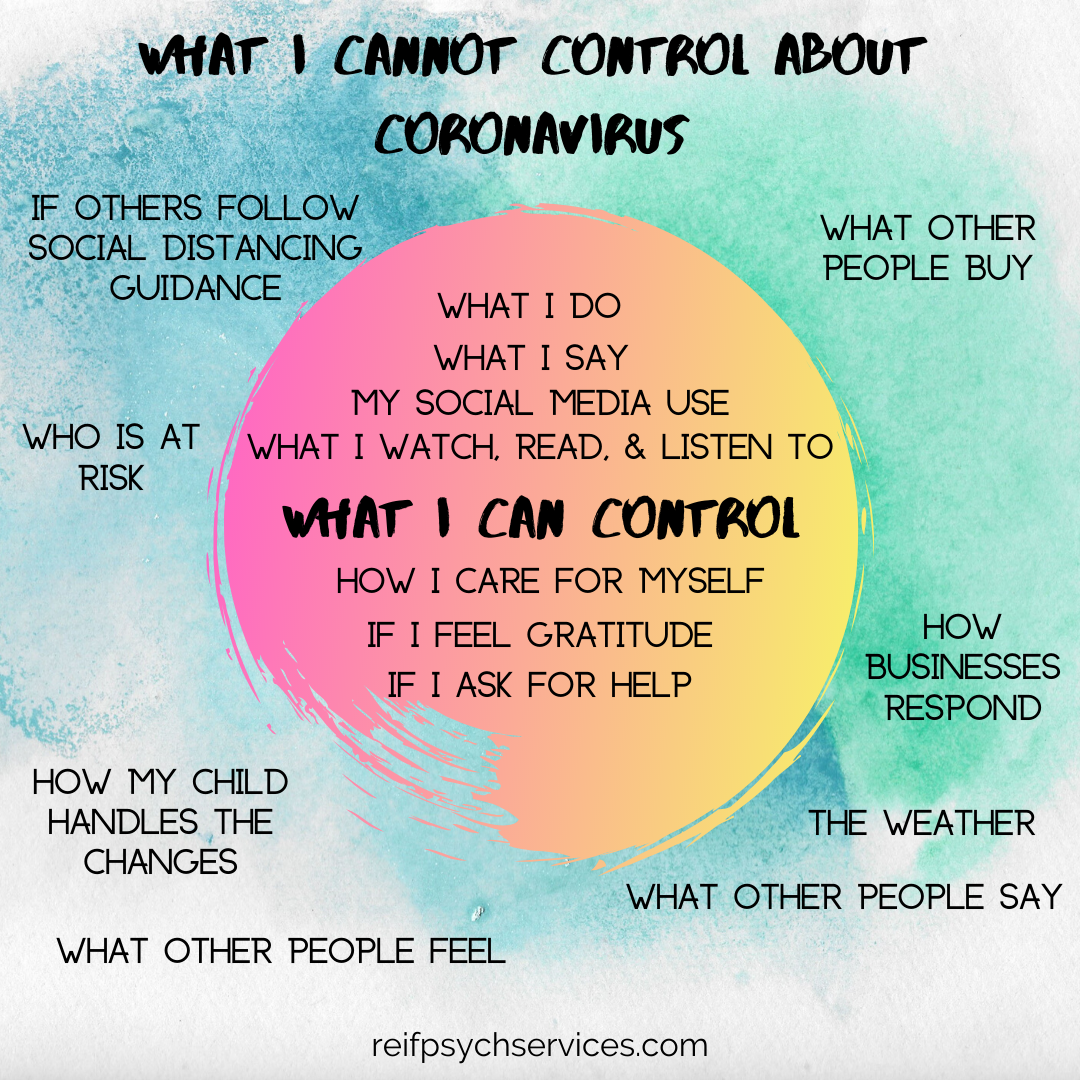 WHAT I CANNOT CONTROL ABOUT
CORONAVIRUS
IF OTHERS FOLLOW
SOCIAL DISTANCING
GUIDANCE
WHAT OTHER
PEOPLE BUY
WHO IS AT
RISK
WHAT I DO
WHAT I SAY
MY SOCIAL MEDIA USE
WHAT I WATCH, READ, & LISTEN TO
WHAT I CAN CONTROL
HOW I CARE FOR MYSELF
IF I FEEL GRATITUDE
IF I ASK FOR HELP
HOW
BUSINESSES
RESPOND
HOW MY CHILD
HANDLES THE
CHANGES
THE WEATHER
WHAT OTHER PEOPLE SAY
WHAT OTHER PEOPLE FEEL
reifpsychservices.com